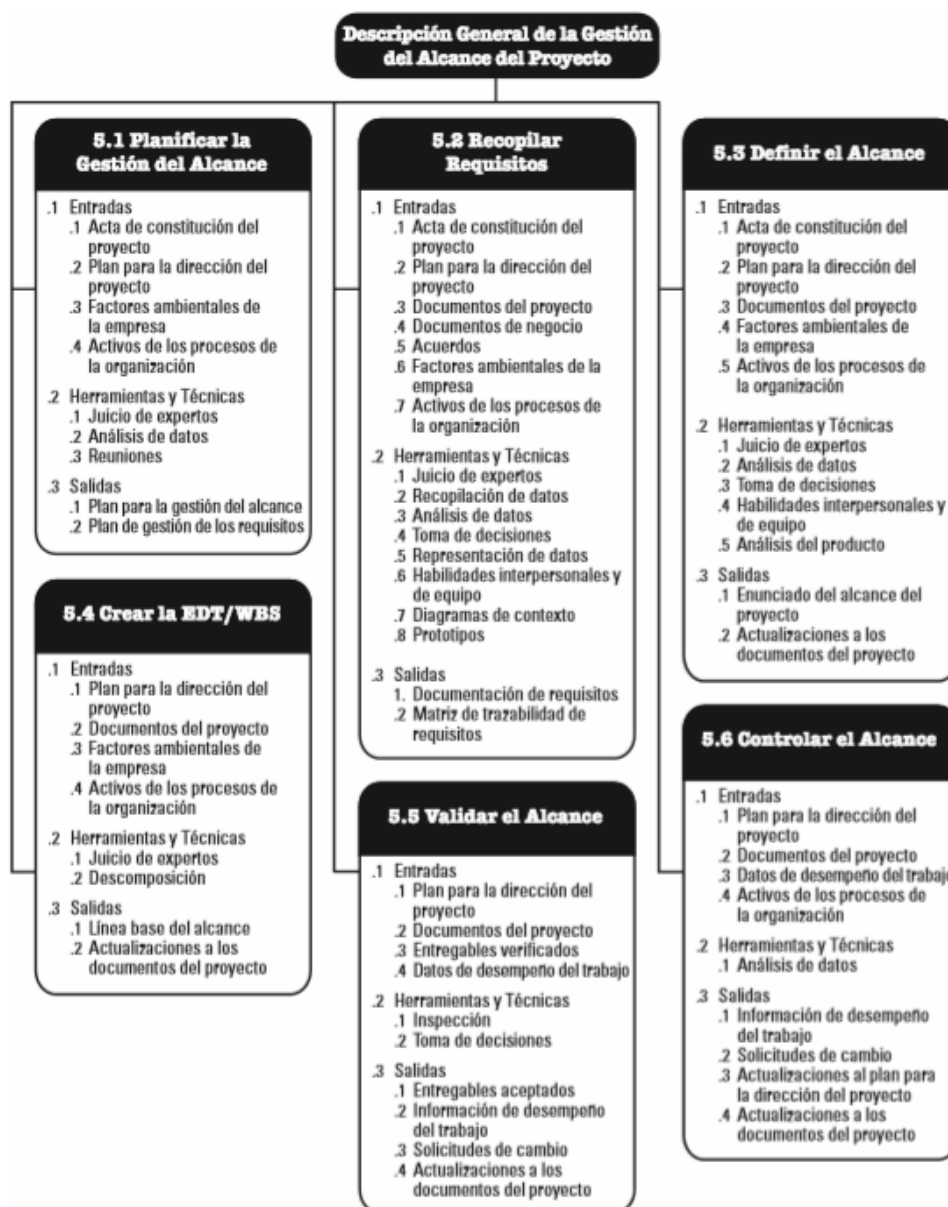 Descripción General de la Gestión
del Alcance del Proyecto
5.1 Planificar la
Gestión del Alcance
.1 Entradas
.1 Acta de constitución del
proyecto
.2 Plan para la dirección del
proyecto
.3 Factores ambientales de
la empresa
.4 Activos de los procesos de
la organización
.2 Herramientas y Técnicas
.1 Juicio de expertos
.2 Análisis de datos
.3 Reuniones
.3 Salidas
.1 Plan para la gestión del alcance
.2 Plan de gestión de los requisitos
5.2 Recopilar
Requisitos
.1 Entradas
.1 Acta de constitución del
proyecto
.2 Plan para la dirección del
proyecto
.3 Documentos del proyecto
.4 Documentos de negocio
.5 Acuerdos
.6 Factores ambientales de la
empresa
.7 Activos de los procesos de
la organización
.2 Herramientas y Técnicas
.1 Juicio de expertos
.2 Recopilación de datos
.3 Análisis de datos
.4 Toma de decisiones
.5 Representación de datos
.6 Habilidades interpersonales y
de equipo
.7 Diagramas de contexto
.8 Prototipos
.3 Salidas
1. Documentación de requisitos
.2 Matriz de trazabilidad de
requisitos
5.3 Definir el Alcance
.1 Entradas
.1 Acta de constitución del
proyecto
.2 Plan para la dirección del
proyecto
.3 Documentos del proyecto
.4 Factores ambientales de
la empresa
.5 Activos de los procesos de
la organización
.2 Herramientas y Técnicas
.1 Juicio de expertos
.2 Análisis de datos
.3 Toma de decisiones
.4 Habilidades interpersonales y
de equipo
.5 Análisis del producto
.3 Salidas
.1 Enunciado del alcance del
proyecto
.2 Actualizaciones a los
documentos del proyecto
5.4 Crear la EDT/WBS
.1 Entradas
.1 Plan para la dirección del
proyecto
.2 Documentos del proyecto
.3 Factores ambientales de
la empresa
.4 Activos de los procesos de
la organización
.2 Herramientas y Técnicas
.1 Juicio de expertos
.2 Descomposición
.3 Salidas
.1 Línea base del alcance
.2 Actualizaciones a los
documentos del proyecto
5.5 Validar el Alcance
.1 Entradas
.1 Plan para la dirección del
proyecto
.2 Documentos del proyecto
.3 Entregables verificados
.4 Datos de desempeño del trabajo
.2 Herramientas y Técnicas
.1 Inspección
.2 Toma de decisiones
.3 Salidas
.1 Entregables aceptados
.2 Información de desempeño
del trabajo
.3 Solicitudes de cambio
.4 Actualizaciones a los
documentos del proyecto
5.6 Controlar el Alcance
.1 Entradas
.1 Plan para la dirección del
proyecto
.2 Documentos del proyecto
.3 Datos de desempeño del trabajo
.4 Activos de los procesos de
la organización
.2 Herramientas y Técnicas
.1 Análisis de datos
.3 Salidas
.1 Información de desempeño
del trabajo
.2 Solicitudes de cambio
.3 Actualizaciones al plan para
la dirección del proyecto
.4 Actualizaciones a los
documentos del proyecto